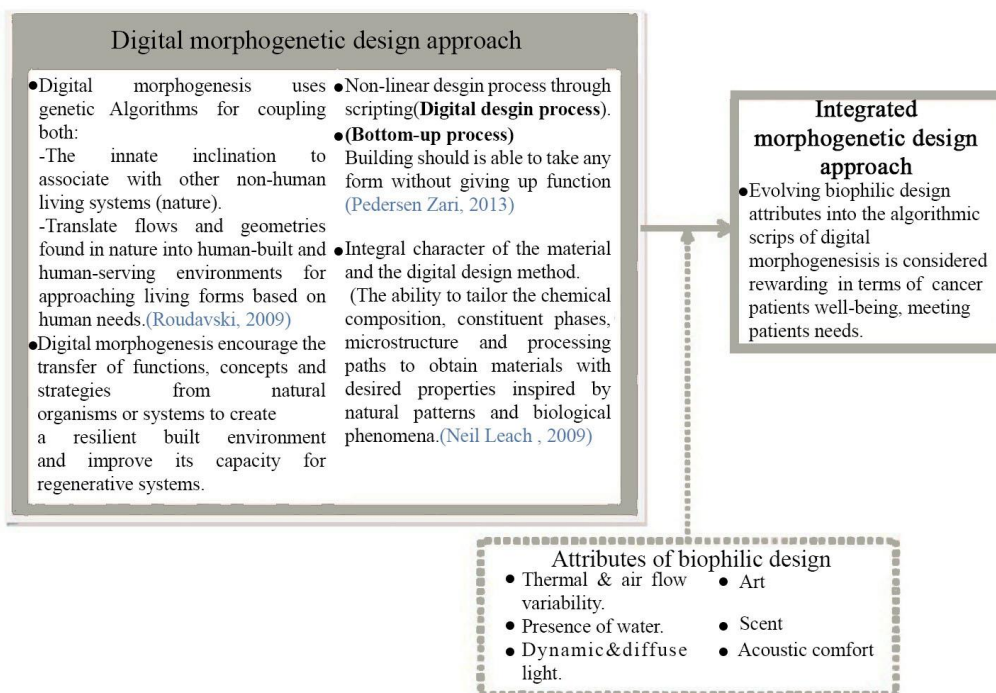 Digital morphogenetic design approach
●Digital morphogenesis uses
genetic Algorithms for coupling
both:
-The innate inclination to
associate with other non-human
living systems (nature).
-Translate flows and geometries
found in nature into human-built and
human-serving environments for
approaching living forms based on
human needs.(Roudavski, 2009)
●Digital morphogenesis encourage the
transfer of functions, concepts and
strategies from natural
organisms or systems to create
a resilient built environment
and improve its capacity for
regenerative systems.
●Non-linear desgin process through
scripting(Digital desgin process).
●(Bottom-up process)
Building should is able to take any
form without giving up function
(Pedersen Zari, 2013)
●Integral character of the material
and the digital design method.
(The ability to tailor the chemical
composition, constituent phases,
microstructure and processing
paths to obtain materials with
desired properties inspired by
natural patterns and biological
phenomena.(Neil Leach , 2009)
Integrated
morphogenetic design
approach
●Evolving biophilic design
attributes into the algorithmic
scrips of digital
morphogenesisis is considered
rewarding in terms of cancer
patients well-being, meeting
patients needs.
Attributes of biophilic design
● Thermal & air flow
variability.
● Presence of water.
● Dynamic&diffuse
light.
● Art
● Scent
● Acoustic comfort